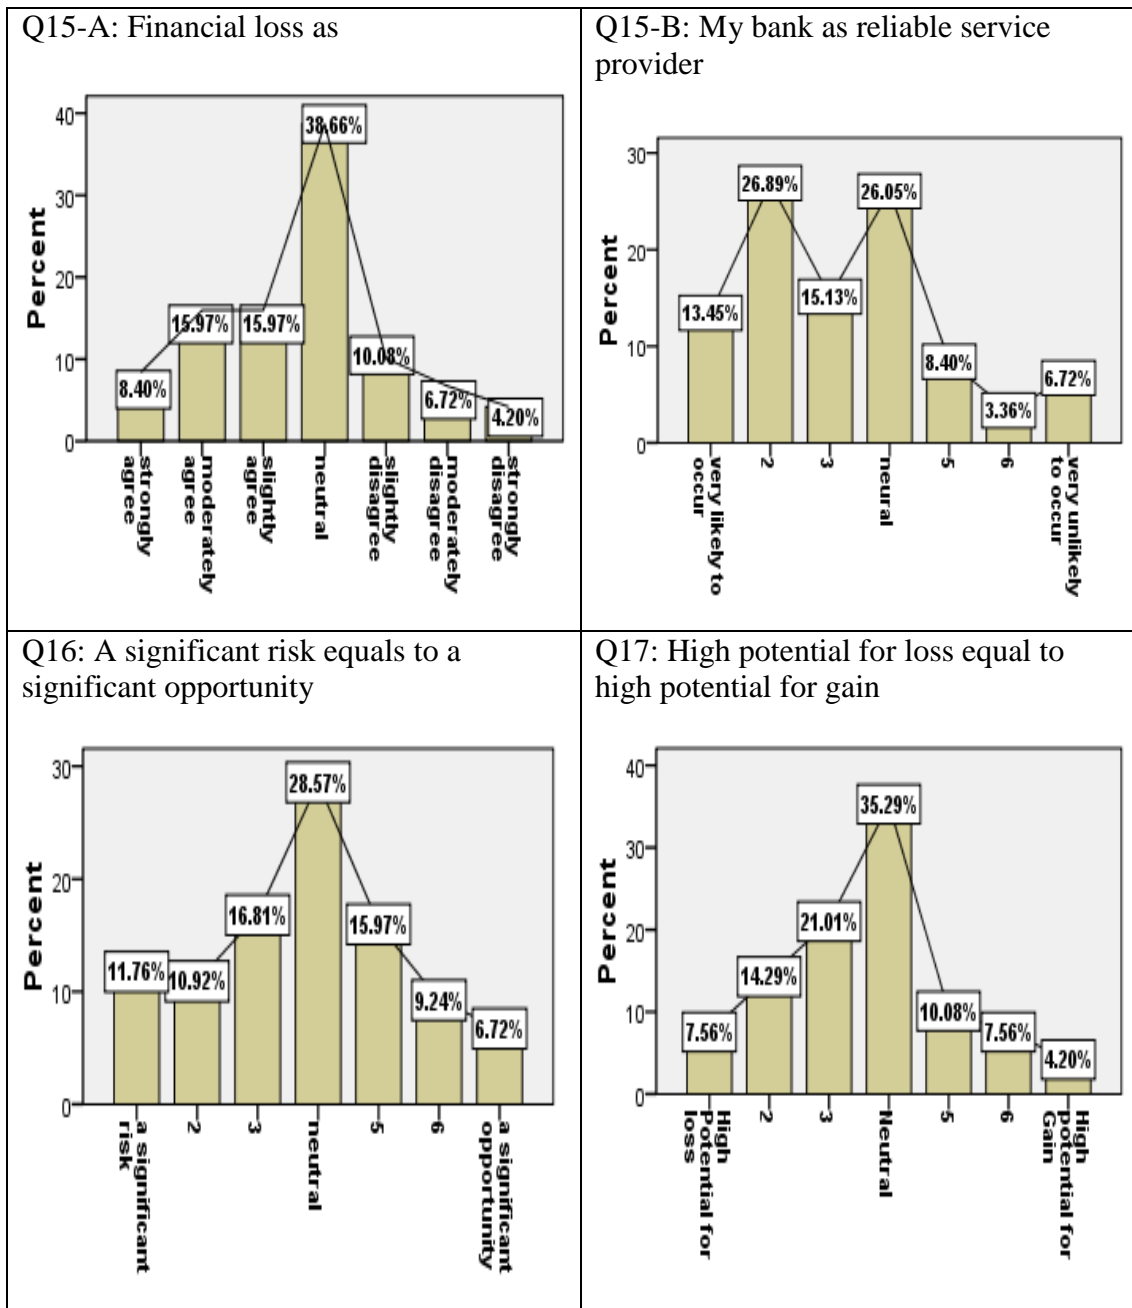 Q15-A: Financial loss as
Percent
40
30
20
10
0
8.40%
15.97%
15.97%
38.66%
10.08%
6.72%
4.20%
strongly
agree
moderately
agree
slightly
agree
neutral
slightly
disagree
moderately
disagree
strongly
disagree
Q15-B: My bank as reliable service
provider
Percent
30
20
10
0
13.45%
26.89%
15.13%
26.05%
8.40%
3.36%
6.72%
very likely to
occur
2
3
neural
5
6
very unlikely
to occur
Q16: A significant risk equals to a
significant opportunity
Percent
30
20
10
0
11.76%
10.92%
16.81%
28.57%
15.97%
9.24%
6.72%
a significant
risk
2
3
neutral
5
6
a significant
opportunity
Q17: High potential for loss equal to
high potential for gain
Percent
40
30
20
10
0
7.56%
14.29%
21.01%
35.29%
10.08%
7.56%
4.20%
High
Potential for
loss
2
3
Neutral
5
6
High
potential for
Gain